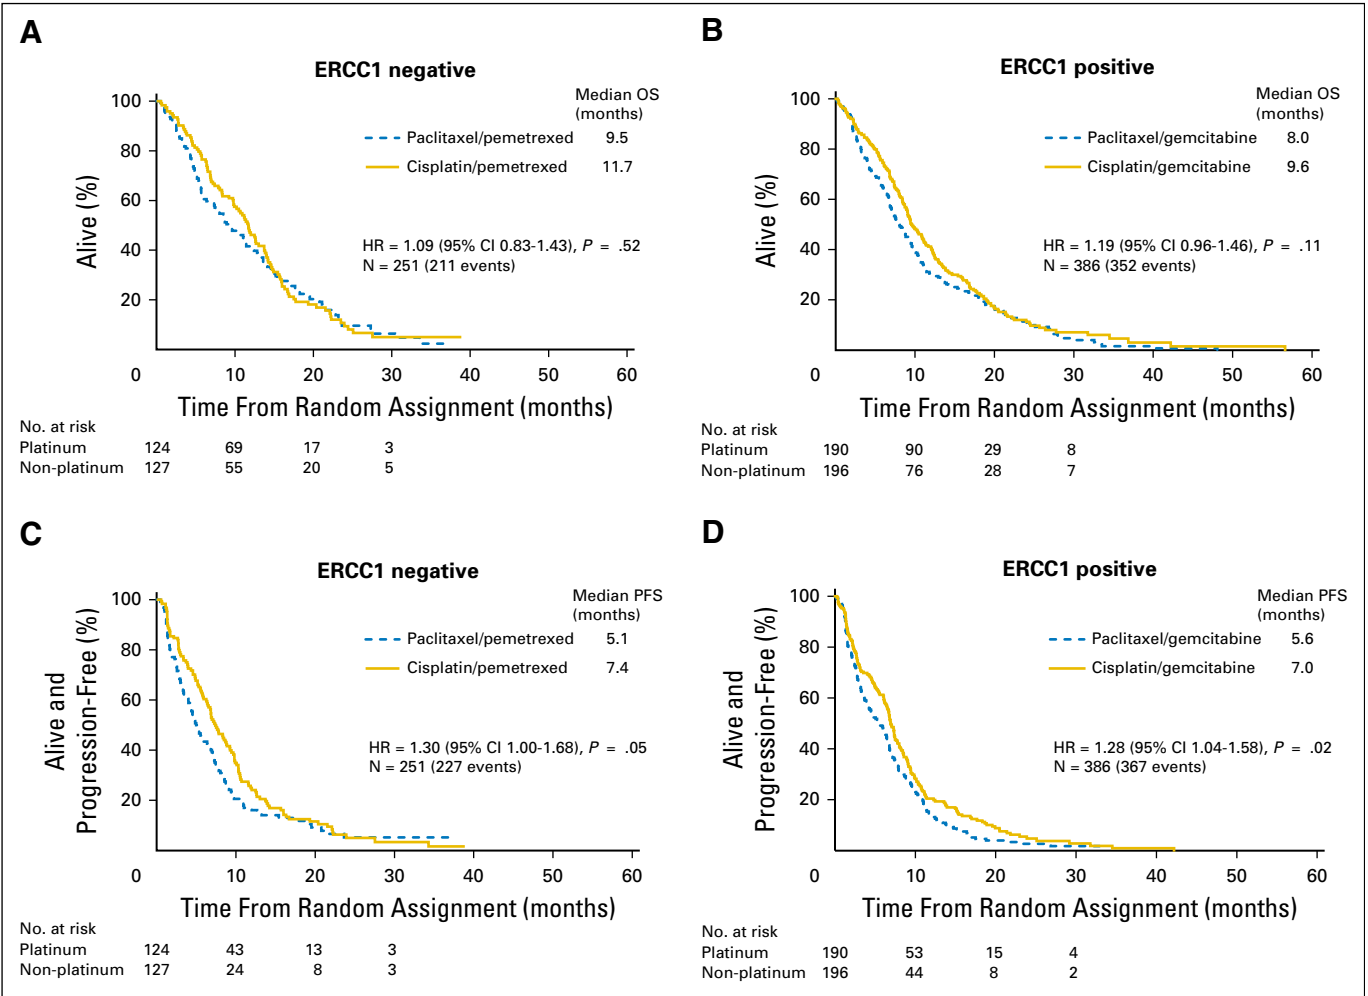 A
ERCC1 negative
Median OS
(months)
Paclitaxel/pemetrexed 9.5
Cisplatin/pemetrexed 11.7
HR = 1.09 (95% CI 0.83-1.43), P = .52
N = 251 (211 events)
Alive (%)
100
80
60
40
20
0 10 20 30 40 50 60
Time From Random Assignment (months)
No. at risk
Platinum 124 69 17 3
Non-platinum 127 55 20 5
B
ERCC1 positive
Median OS
(months)
Paclitaxel/gemcitabine 8.0
Cisplatin/gemcitabine 9.6
HR = 1.19 (95% CI 0.96-1.46), P = .11
N = 386 (352 events)
Alive (%)
100
80
60
40
20
0 10 20 30 40 50 60
Time From Random Assignment (months)
No. at risk
Platinum 190 90 29 8
Non-platinum 196 76 28 7
C
ERCC1 negative
Median PFS
(months)
Paclitaxel/pemetrexed 5.1
Cisplatin/pemetrexed 7.4
HR = 1.30 (95% CI 1.00-1.68), P = .05
N = 251 (227 events)
Alive and
Progression-Free (%)
100
80
60
40
20
0 10 20 30 40 50 60
Time From Random Assignment (months)
No. at risk
Platinum 124 43 13 3
Non-platinum 127 24 8 3
D
ERCC1 positive
Median PFS
(months)
Paclitaxel/gemcitabine 5.6
Cisplatin/gemcitabine 7.0
HR = 1.28 (95% CI 1.04-1.58), P = .02
N = 386 (367 events)
Alive and
Progression-Free (%)
100
80
60
40
20
0 10 20 30 40 50 60
Time From Random Assignment (months)
No. at risk
Platinum 190 53 15 4
Non-platinum 196 44 8 2